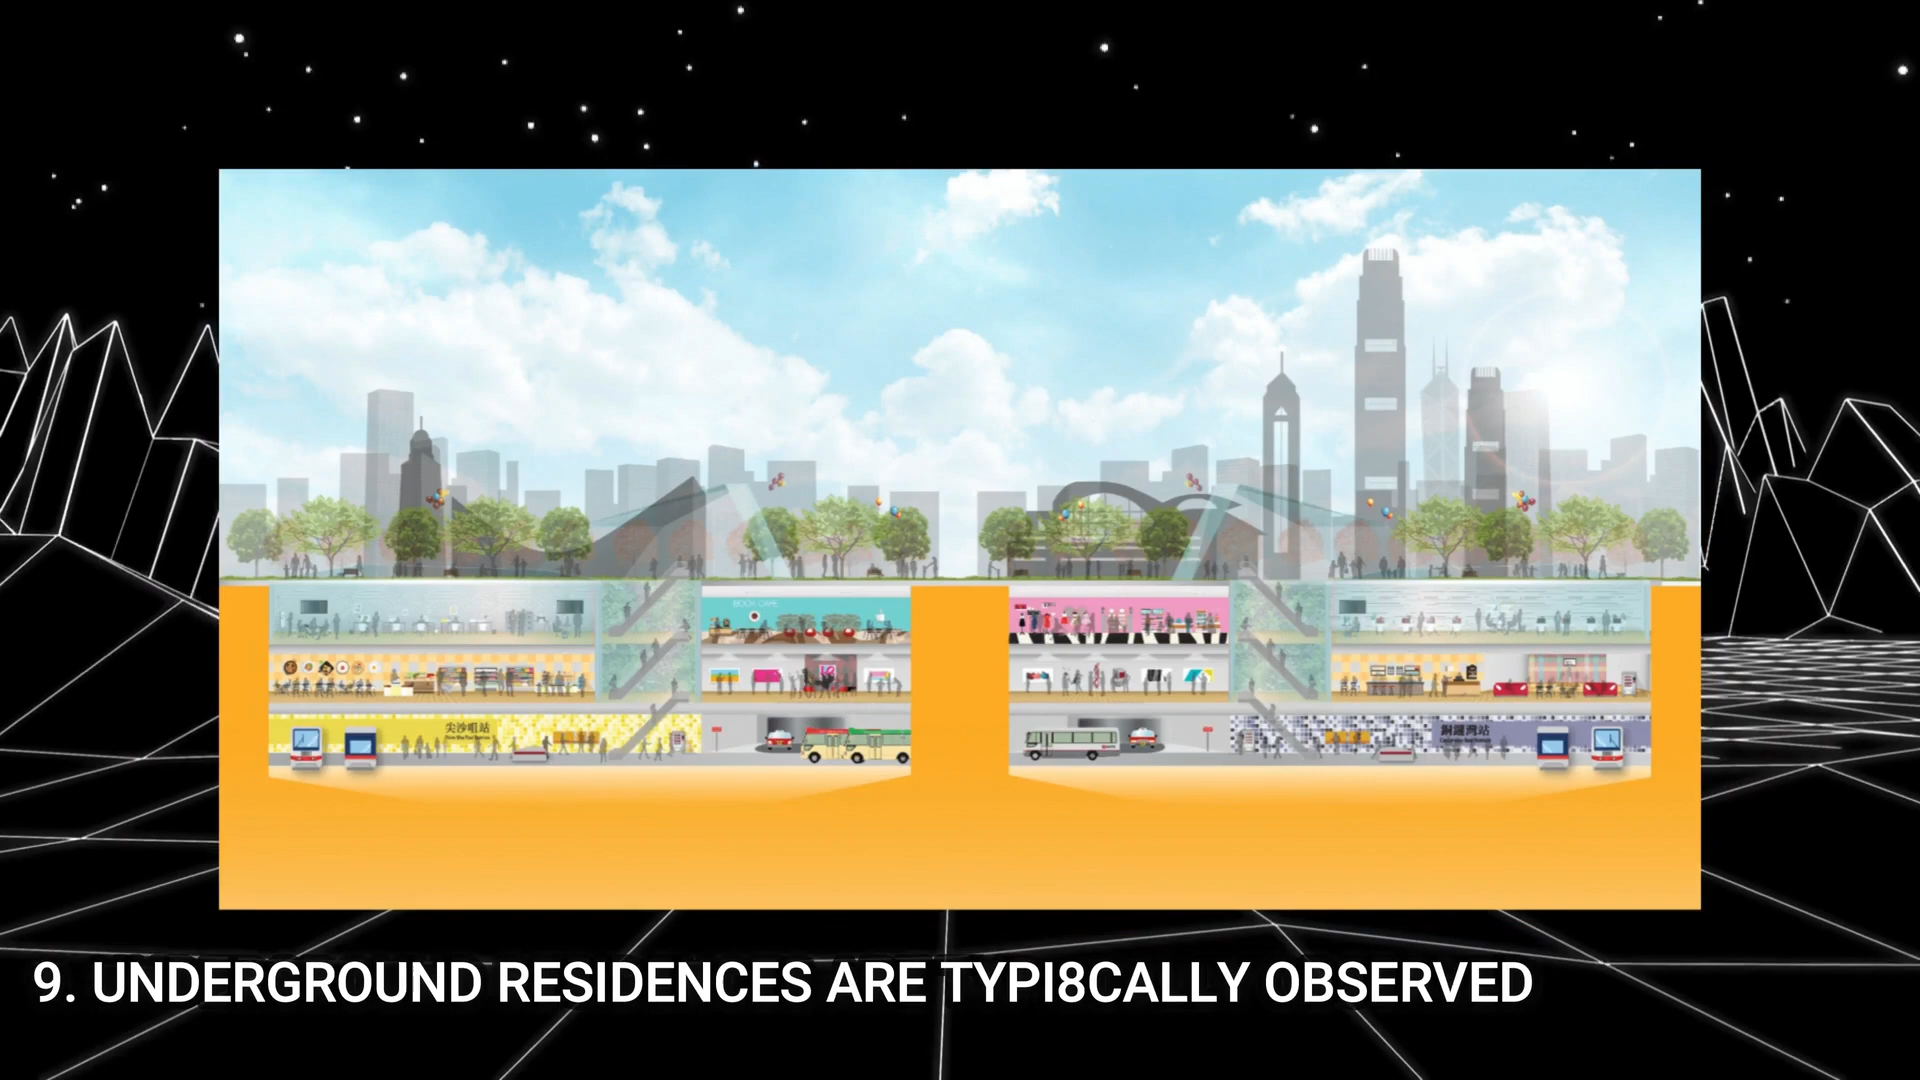 BOOK CAFE
尖沙咀站
銅鑼灣站
9. UNDERGROUND RESIDENCES ARE TYPI8CALLY OBSERVED